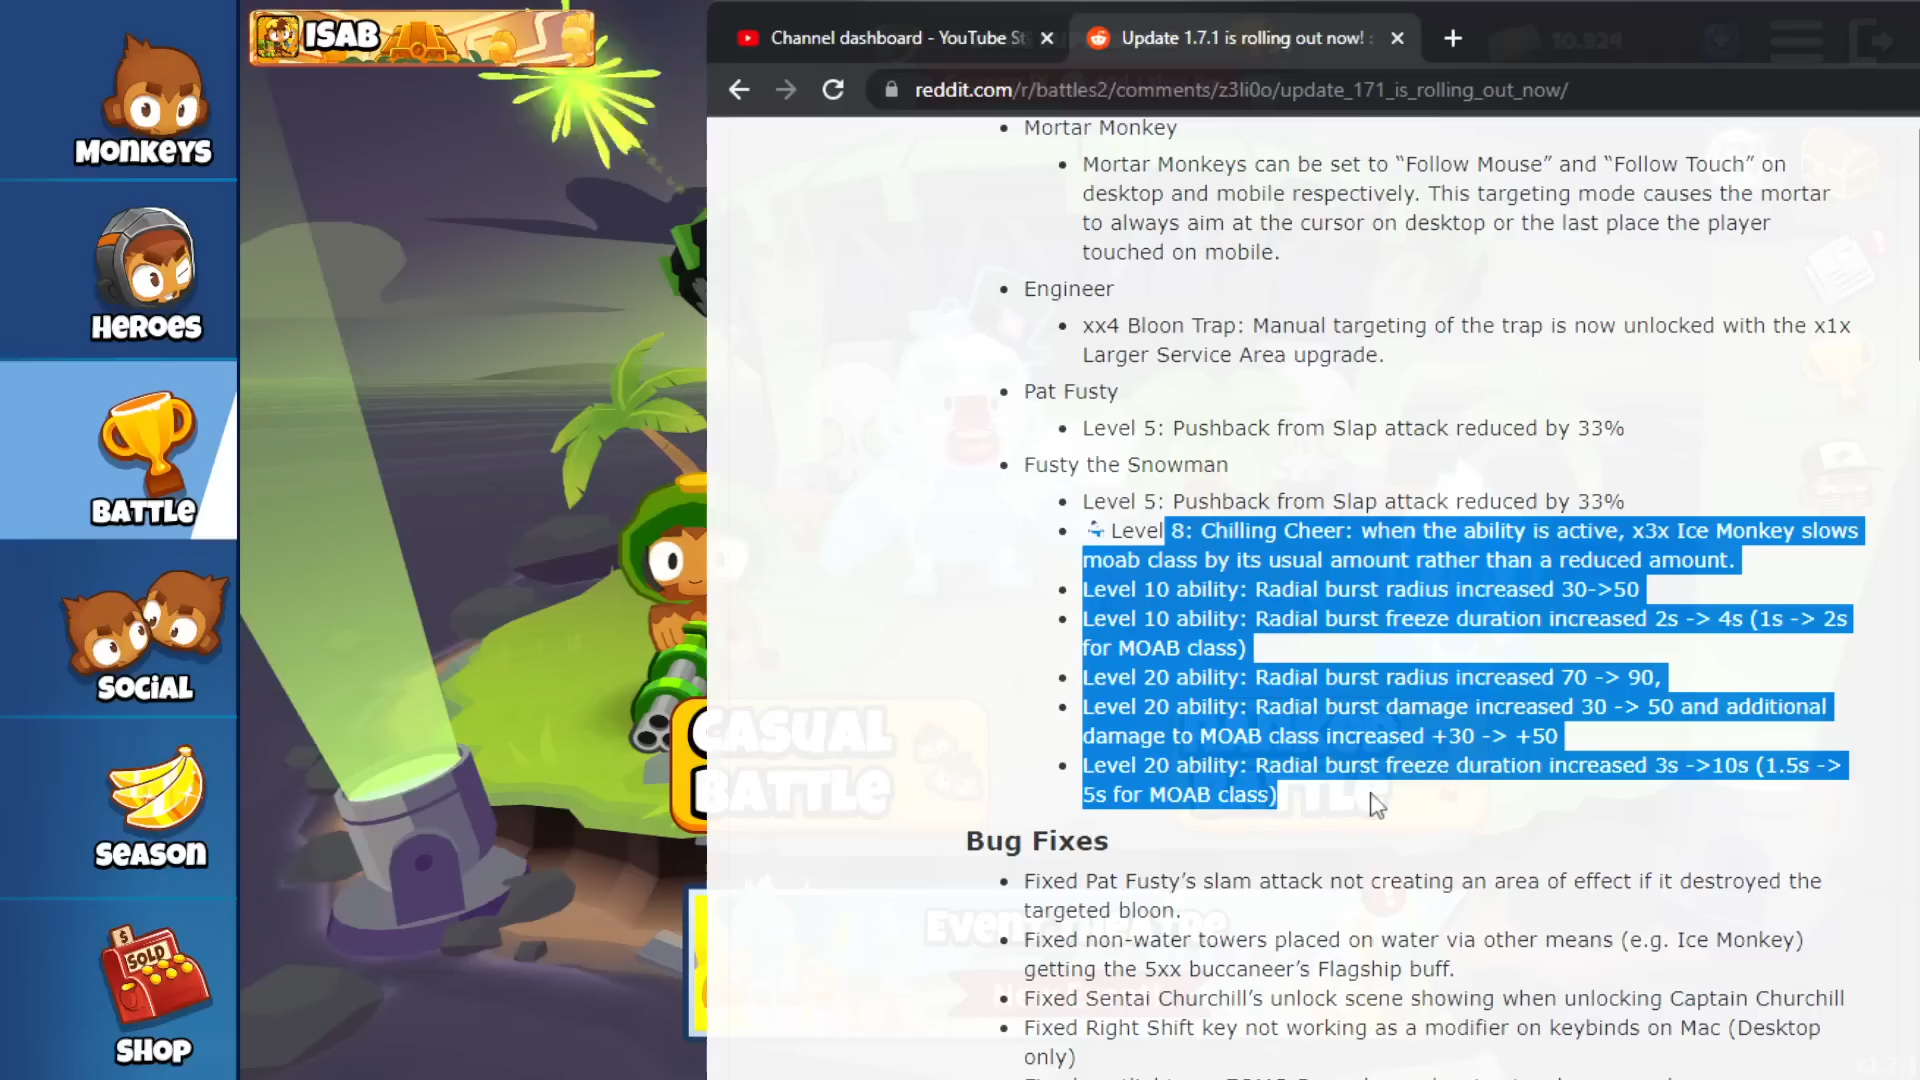 ISAB
MONKEYS
HEROES
BATTLE
SOCIAL
SEASON
SOLD
SHOP
CASUAL
BATTLE
Channel dashboard - YouTube St
Update 1.7.1 is rolling out now! :
10,924
reddit.com/r/battles2/comments/z3li0o/update_171_is_rolling_out_now/
• Mortar Monkey
• Mortar Monkeys can be set to “Follow Mouse” and “Follow Touch” on
desktop and mobile respectively. This targeting mode causes the mortar
to always aim at the cursor on desktop or the last place the player
touched on mobile.
• Engineer
• xx4 Bloon Trap: Manual targeting of the trap is now unlocked with the x1x
Larger Service Area upgrade.
• Pat Fusty
• Level 5: Pushback from Slap attack reduced by 33%
• Fusty the Snowman
• Level 5: Pushback from Slap attack reduced by 33%
• Level 8: Chilling Cheer: when the ability is active, x3x Ice Monkey slows
moab class by its usual amount rather than a reduced amount.
• Level 10 ability: Radial burst radius increased 30->50
• Level 10 ability: Radial burst freeze duration increased 2s -> 4s (1s -> 2s
for MOAB class)
• Level 20 ability: Radial burst radius increased 70 -> 90,
• Level 20 ability: Radial burst damage increased 30 -> 50 and additional
damage to MOAB class increased +30 -> +50
• Level 20 ability: Radial burst freeze duration increased 3s ->10s (1.5s ->
5s for MOAB class)
Bug Fixes
• Fixed Pat Fusty’s slam attack not creating an area of effect if it destroyed the
targeted bloon.
• Fixed non-water towers placed on water via other means (e.g. Ice Monkey)
getting the 5xx buccaneer’s Flagship buff.
• Fixed Sentai Churchill’s unlock scene showing when unlocking Captain Churchill
• Fixed Right Shift key not working as a modifier on keybinds on Mac (Desktop
only)